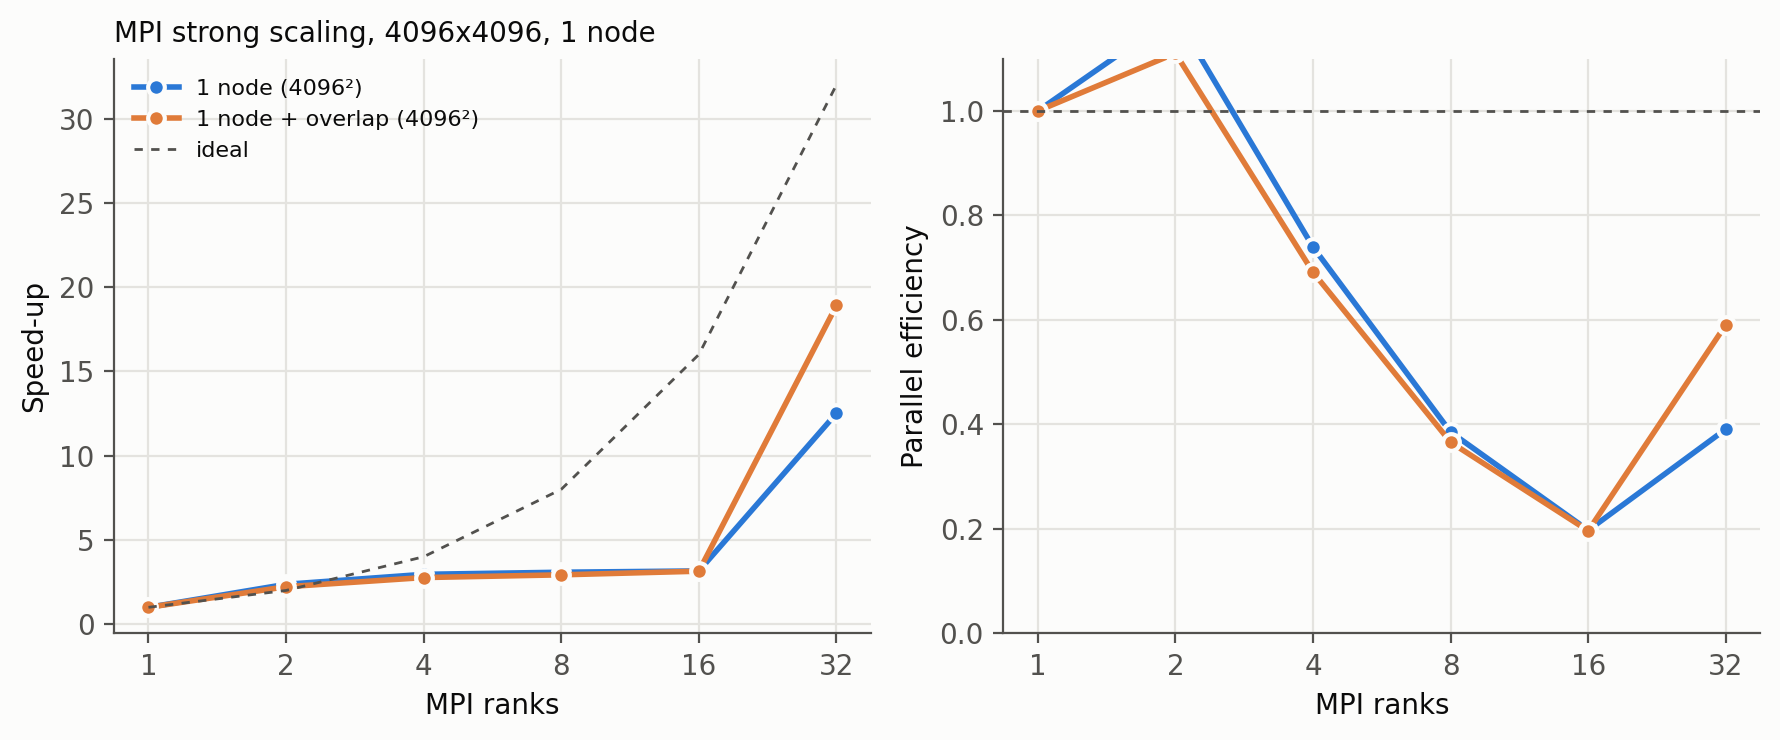 MPI strong scaling, 4096x4096, 1 node
1 node (4096²)
1 node + overlap (4096²)
ideal
Speed-up
30
25
20
15
10
5
0
1 2 4 8 16 32
MPI ranks
Parallel efficiency
1.0
0.8
0.6
0.4
0.2
0.0
1 2 4 8 16 32
MPI ranks